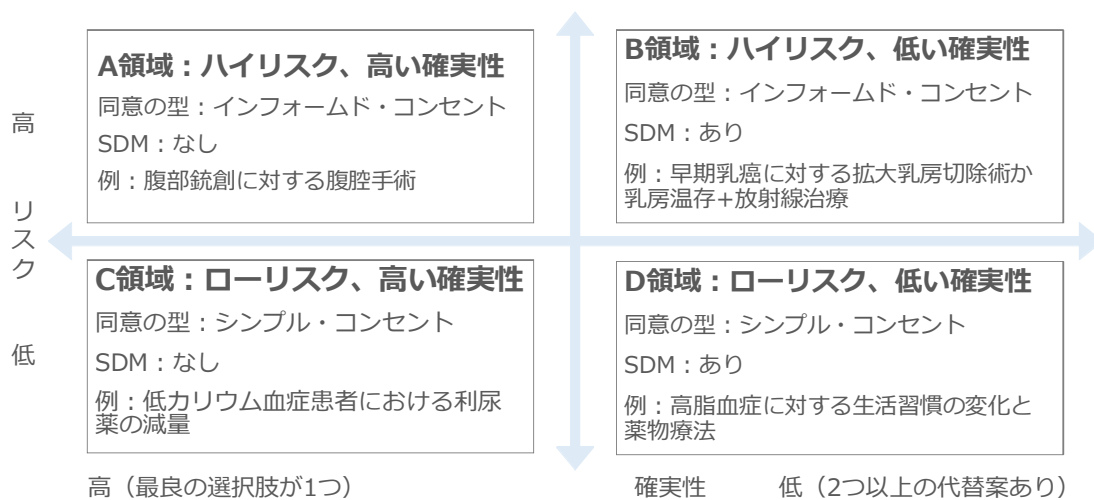 A領域：ハイリスク、高い確実性
同意の型：インフォームド・コンセント
SDM：なし
例：腹部銃創に対する腹腔手術
B領域：ハイリスク、低い確実性
同意の型：インフォームド・コンセント
SDM：あり
例：早期乳癌に対する拡大乳房切除術か
乳房温存+放射線治療
高
リスク
低
C領域：ローリスク、高い確実性
同意の型：シンプル・コンセント
SDM：なし
例：低カリウム血症患者における利尿
薬の減量
D領域：ローリスク、低い確実性
同意の型：シンプル・コンセント
SDM：あり
例：高脂血症に対する生活習慣の変化と
薬物療法
高（最良の選択肢が1つ）
確実性
低（2つ以上の代替案あり）